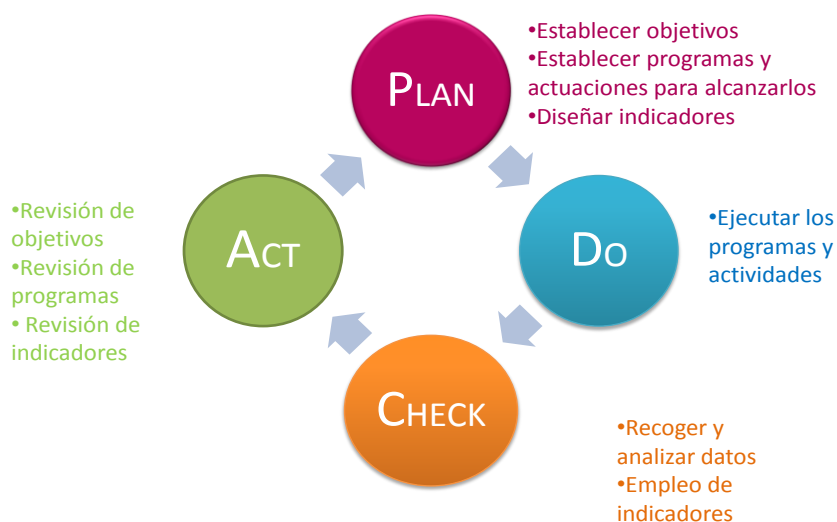 PLAN
•Establecer objetivos
•Establecer programas y
actuaciones para alcanzarlos
•Diseñar indicadores
DO
•Ejecutar los
programas y
actividades
CHECK
•Recoger y
analizar datos
•Empleo de
indicadores
ACT
•Revisión de
objetivos
•Revisión de
programas
• Revisión de
indicadores